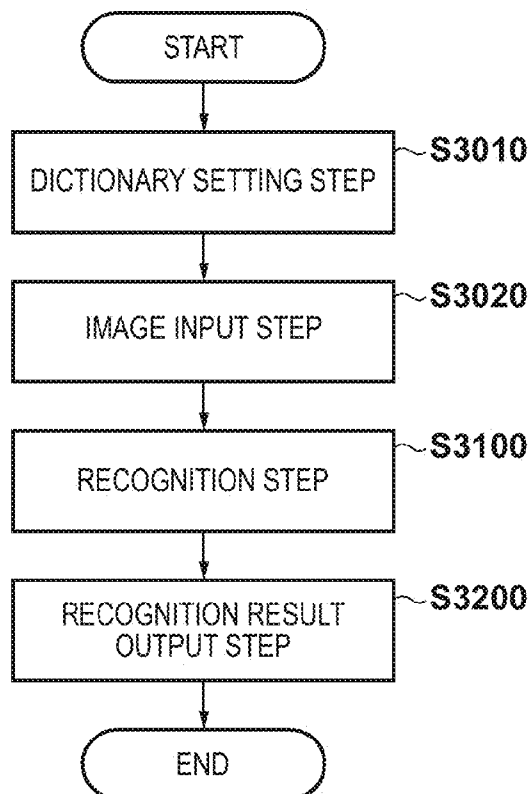 START
DICTIONARY SETTING STEP
S3010
IMAGE INPUT STEP
S3020
RECOGNITION STEP
S3100
RECOGNITION RESULT
OUTPUT STEP
S3200
END